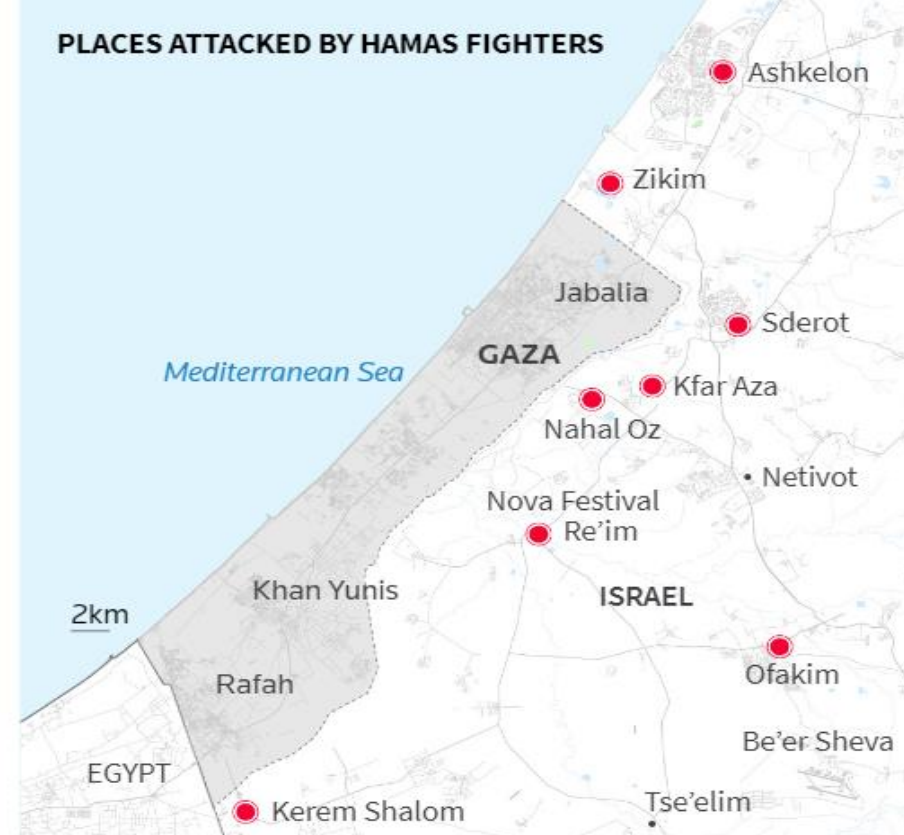 PLACES ATTACKED BY HAMAS FIGHTERS
Ashkelon
Zikim
Jabalia
Sderot
GAZA
Mediterranean Sea
Kfar Aza
Nahal Oz
Netivot
Nova Festival
Re’im
Khan Yunis
ISRAEL
2km
Rafah
Ofakim
Be’er Sheva
EGYPT
Tse’elim
Kerem Shalom